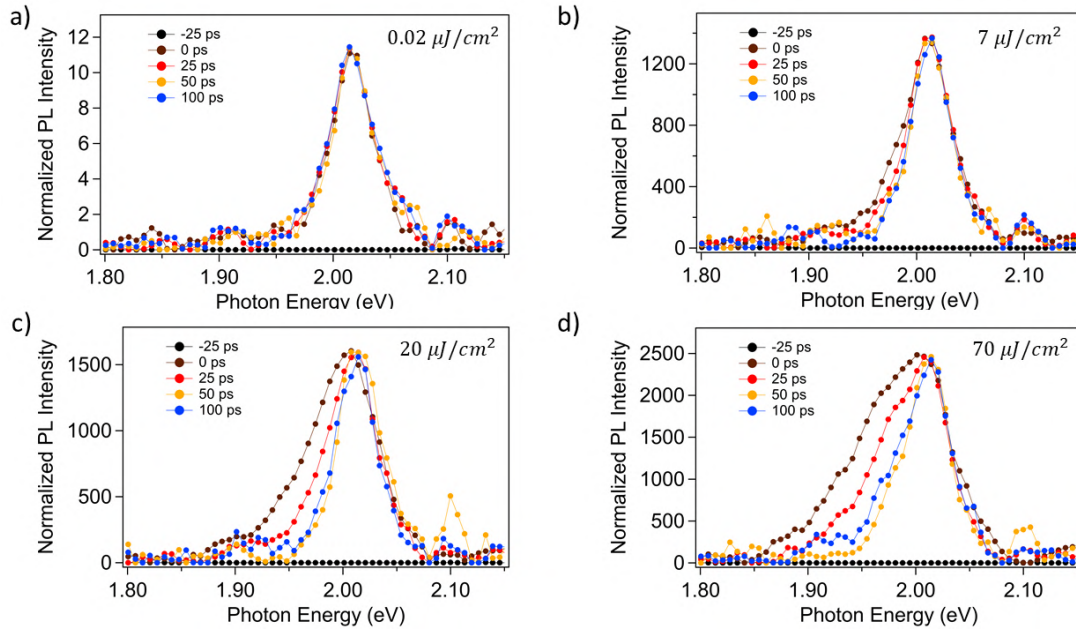 a)
0.02 μJ/cm²
-25 ps
0 ps
25 ps
50 ps
100 ps
Normalized PL Intensity
12
10
8
6
4
2
0
1.80
1.90
2.00
2.10
Photon Energy (eV)
b)
7 μJ/cm²
-25 ps
0 ps
25 ps
50 ps
100 ps
Normalized PL Intensity
1200
800
400
0
1.80
1.90
2.00
2.10
Photon Energy (eV)
c)
20 μJ/cm²
-25 ps
0 ps
25 ps
50 ps
100 ps
Normalized PL Intensity
1500
1000
500
0
1.80
1.90
2.00
2.10
Photon Energy (eV)
d)
70 μJ/cm²
-25 ps
0 ps
25 ps
50 ps
100 ps
Normalized PL Intensity
2500
2000
1500
1000
500
0
1.80
1.90
2.00
2.10
Photon Energy (eV)